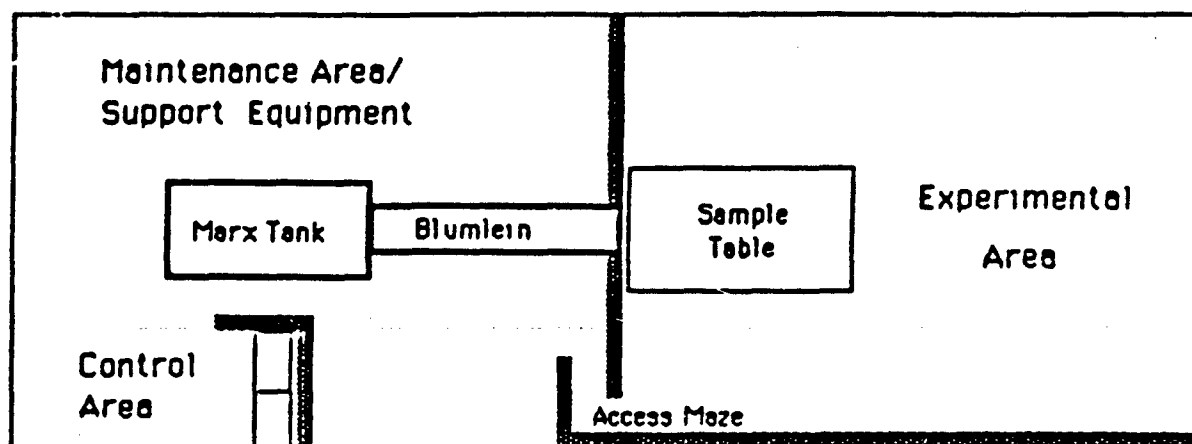 Maintenance Area/
Support Equipment
Marx Tank
Blumlein
Sample
Table
Experimental
Area
Control
Area
Access Maze